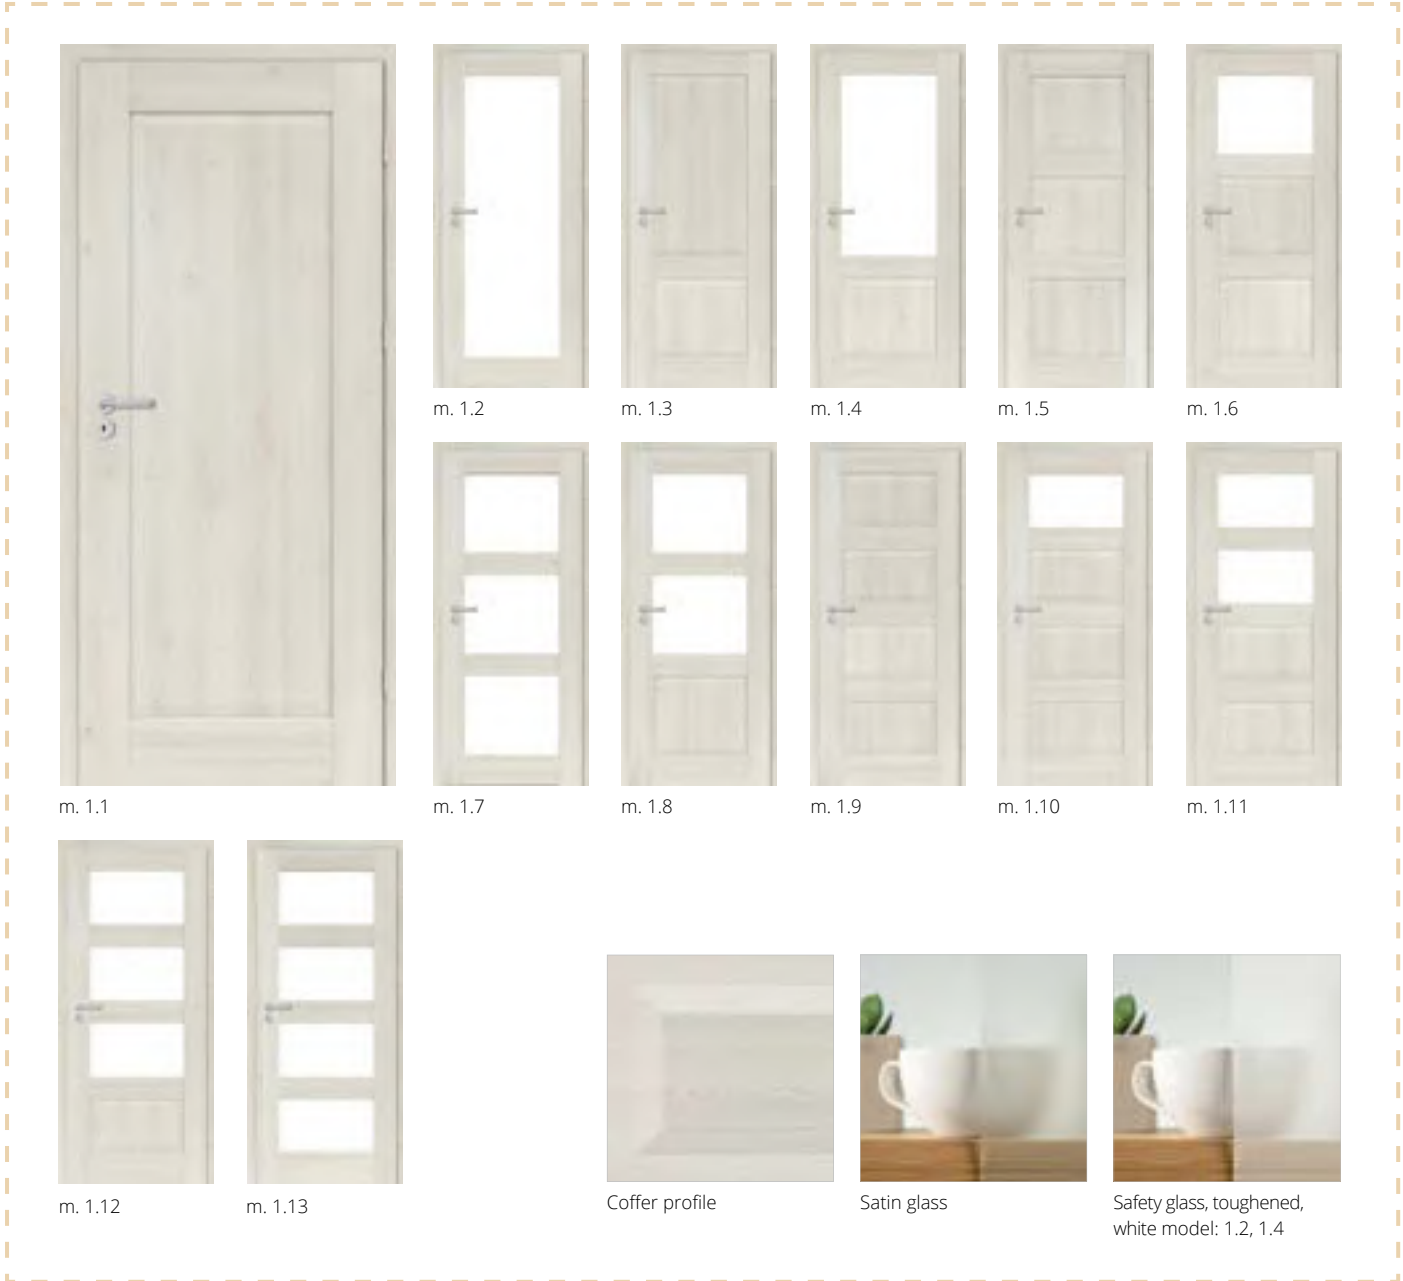 m. 1.2
m. 1.3
m. 1.4
m. 1.5
m. 1.6
m. 1.1
m. 1.7
m. 1.8
m. 1.9
m. 1.10
m. 1.11
m. 1.12
m. 1.13
Coffer profile
Satin glass
Safety glass, toughened,
white model: 1.2, 1.4